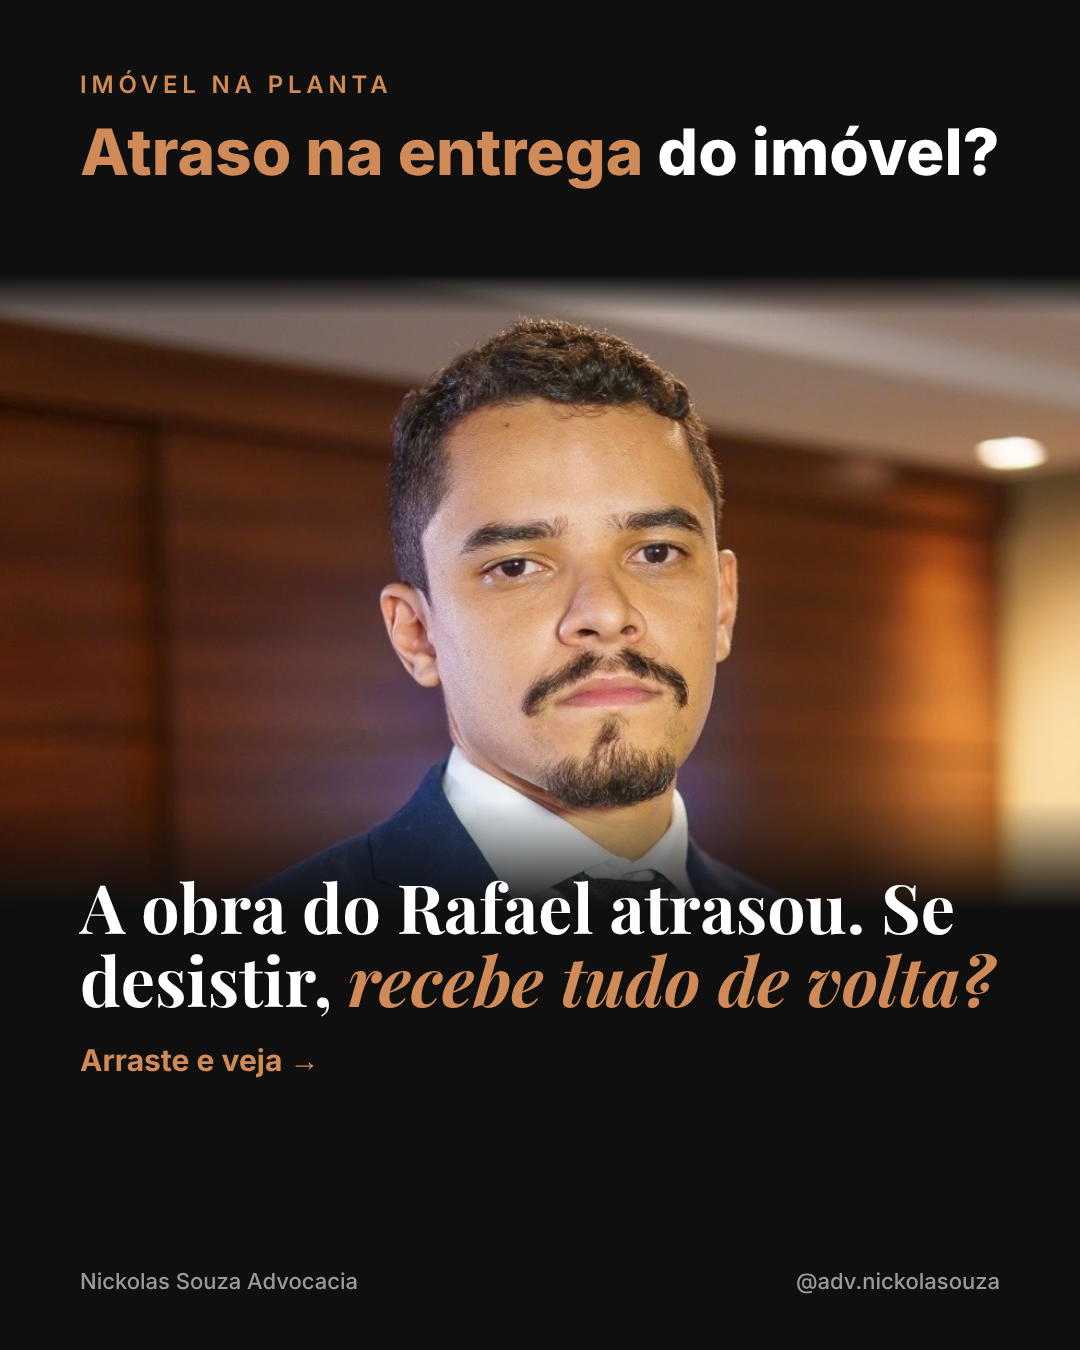 IMÓVEL NA PLANTA
Atraso na entrega do imóvel?
A obra do Rafael atrasou. Se
desistir, recebe tudo de volta?
Arraste e veja →
Nickolas Souza Advocacia
@adv.nickolasouza